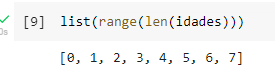 [9] list(range(len(idades)))
[0, 1, 2, 3, 4, 5, 6, 7]